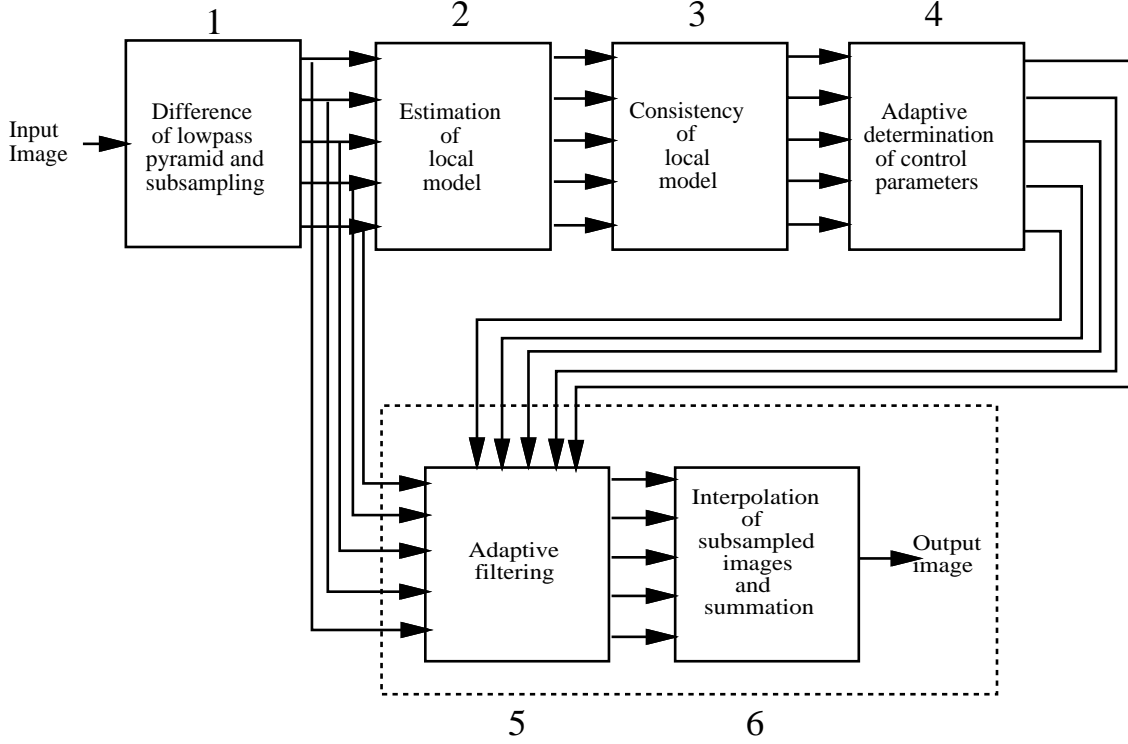 1
2
3
4
Input
Image
Difference
of lowpass
pyramid and
subsampling
Estimation
of
local
model
Consistency
of
local
model
Adaptive
determination
of control
parameters
Adaptive
filtering
Interpolation
of
subsampled
images
and
summation
Output
image
5
6